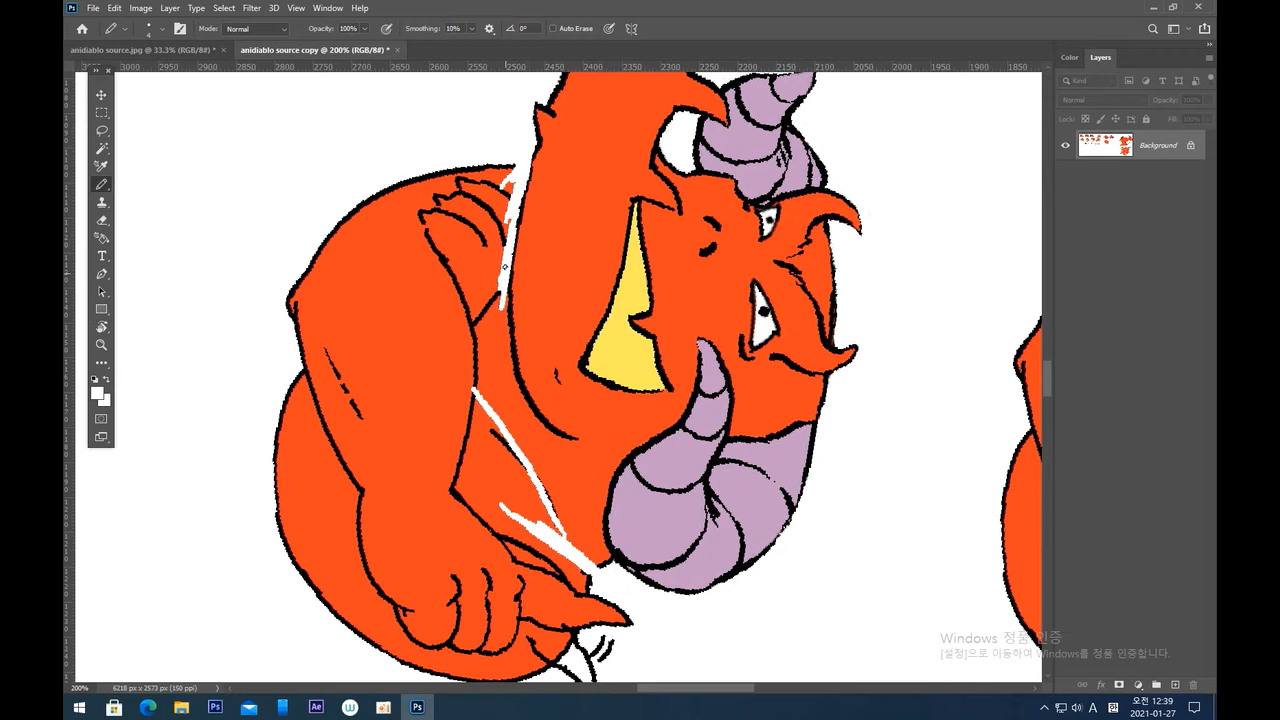 File Edit Image Layer Type Select Filter 3D View Window Help
4 Mode: Normal Opacity: 100% Smoothing: 10% 0° Auto Erase
anidiablo source.jpg @ 33.3% (RGB/8#) * × anidiablo source copy @ 200% (RGB/8#) * ×
3000 2950 2900 2850 2800 2750 2700 2650 2600 2550 2500 2450 2400 2350 2300 2250 2200 2150 2100 2050 2000 1950 1900 1850
Color Layers
Kind
Normal Opacity: 100%
Lock: Fill: 100%
Background
Windows 정품 인증
[설정]으로 이동하여 Windows를 정품 인증합니다.
200% 6218 px x 2573 px (150 ppi)
오전 12:39
2021-01-27